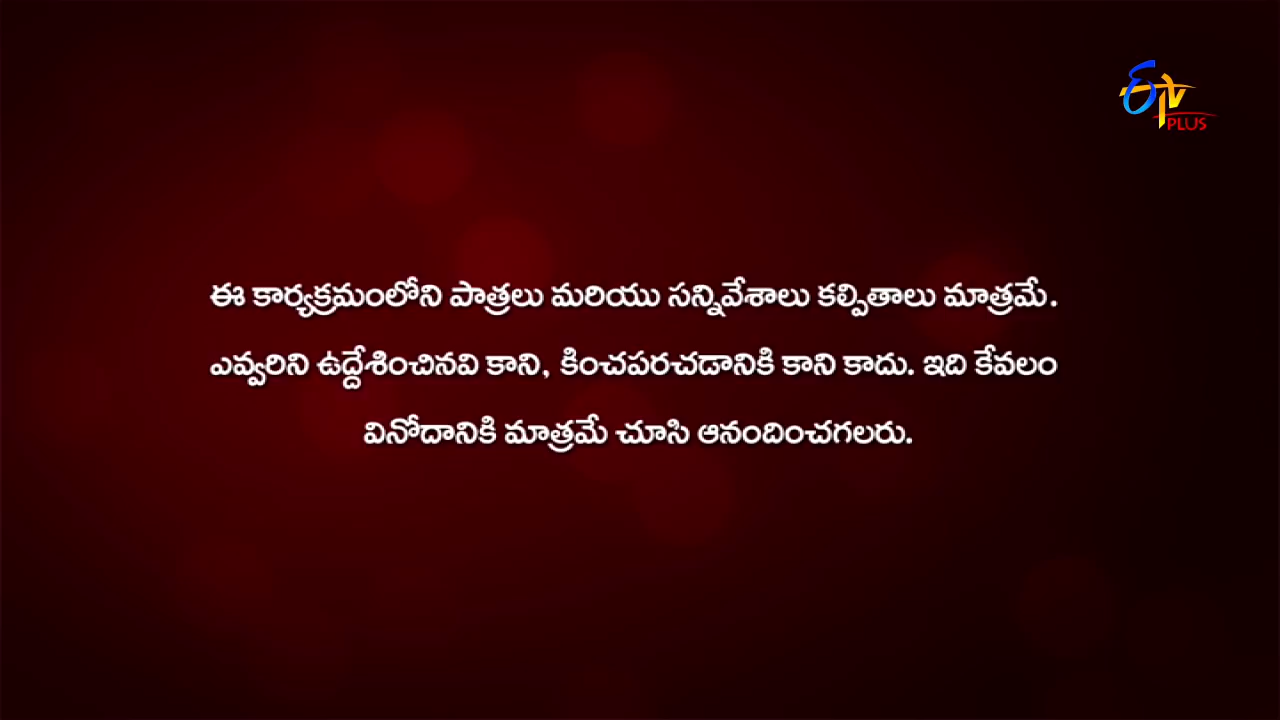 ETV
PLUS
ఈ కార్యక్రమంలోని పాత్రలు మరియు సన్నివేశాలు కల్పితాలు మాత్రమే.
ఎవ్వరిని ఉద్దేశించినవి కాని, కించపరచడానికి కాని కాదు. ఇది కేవలం
వినోదానికి మాత్రమే చూసి ఆనందించగలరు.